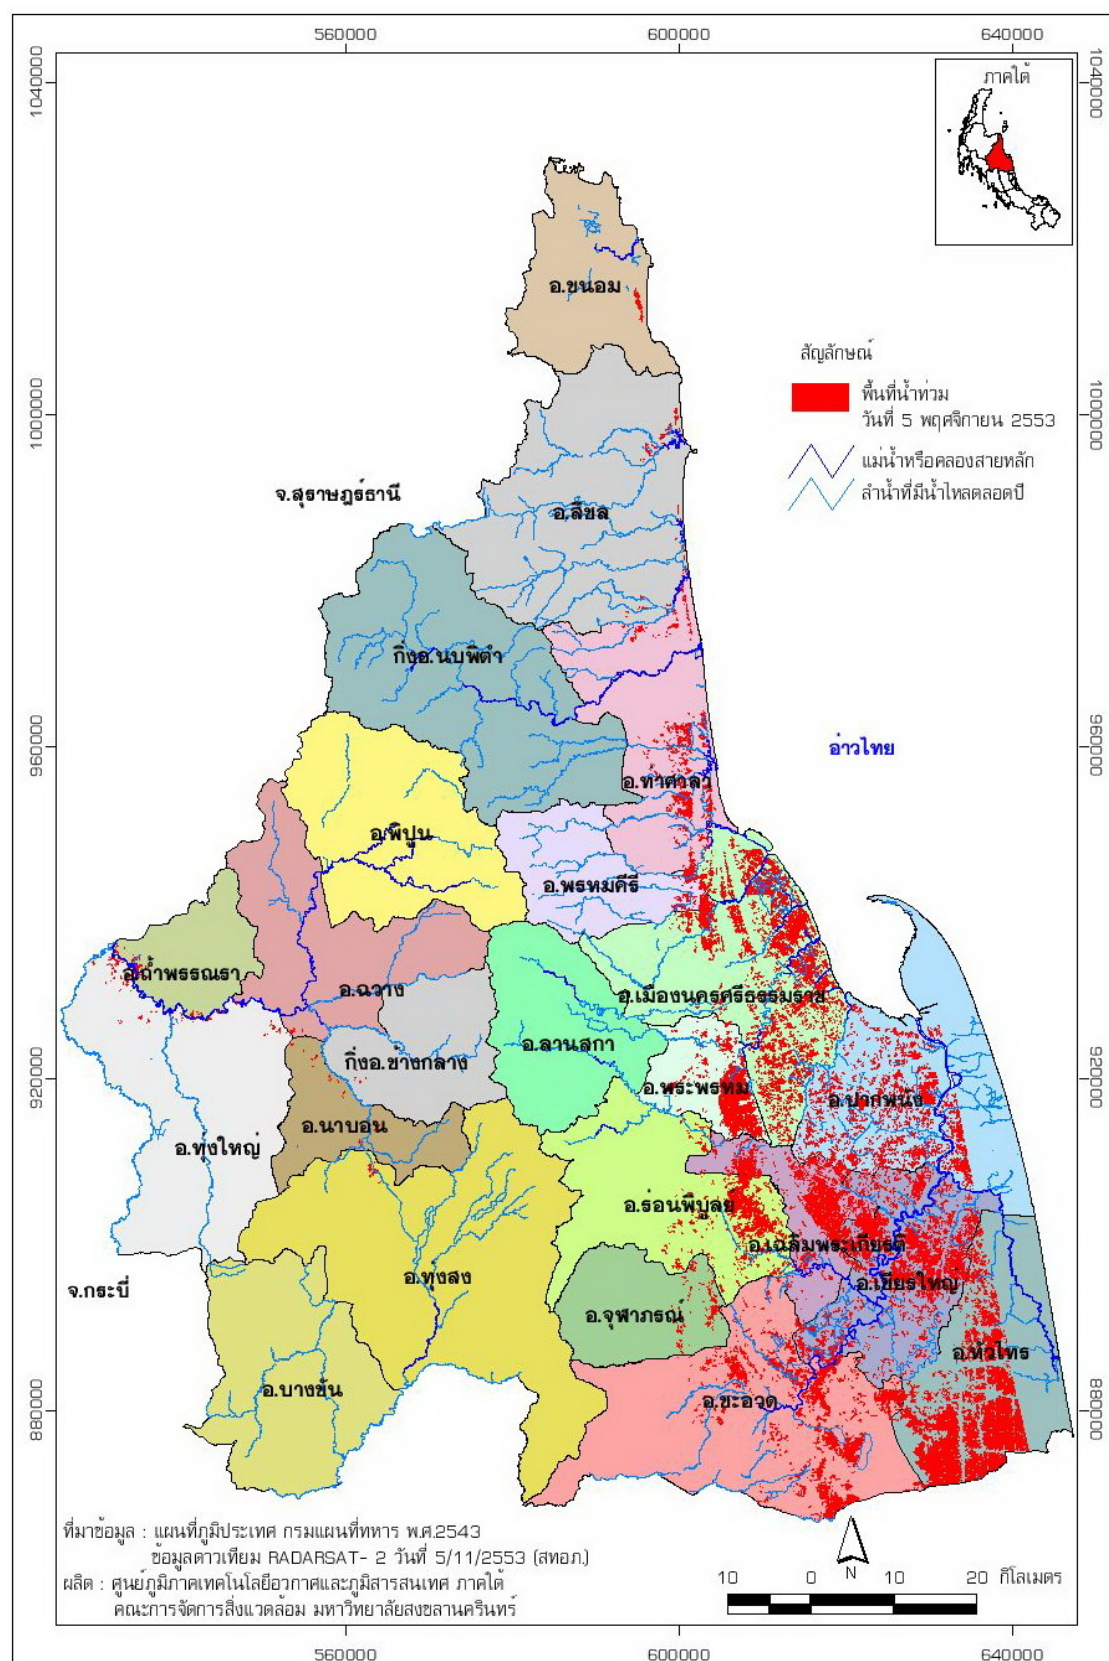 560000
600000
640000
1040000
1040000
ภาคใต้
อ.ขนอม
สัญลักษณ์
พื้นที่น้ำท่วม
วันที่ 5 พฤศจิกายน 2553
1000000
1000000
แม่น้ำหรือคลองสายหลัก
ลำน้ำที่มีน้ำไหลตลอดปี
จ.สุราษฎร์ธานี
อ.สิชล
กิ่งอ.นบพิตำ
960000
960000
อ่าวไทย
อ.ท่าศาลา
อ.พิปูน
อ.พรหมคีรี
อ.ถ้ำพรรณรา
อ.ฉวาง
อ.เมืองนครศรีธรรมราช
อ.ลานสกา
กิ่งอ.ช้างกลาง
920000
920000
อ.พระพรหม
อ.ปากพนัง
อ.นาบอน
อ.ทุ่งใหญ่
อ.ร่อนพิบูลย์
อ.เฉลิมพระเกียรติ
อ.ทุ่งสง
อ.เชียรใหญ่
จ.กระบี่
อ.จุฬาภรณ์
อ.หัวไทร
อ.บางขัน
อ.ชะอวด
880000
880000
ที่มาข้อมูล : แผนที่ภูมิประเทศ กรมแผนที่ทหาร พ.ศ.2543
ข้อมูลดาวเทียม RADARSAT- 2 วันที่ 5/11/2553 (สทอภ.)
ผลิต : ศูนย์ภูมิภาคเทคโนโลยีอวกาศและภูมิสารสนเทศ ภาคใต้
คณะการจัดการสิ่งแวดล้อม มหาวิทยาลัยสงขลานครินทร์
N
10 0 10 20 กิโลเมตร
560000
600000
640000